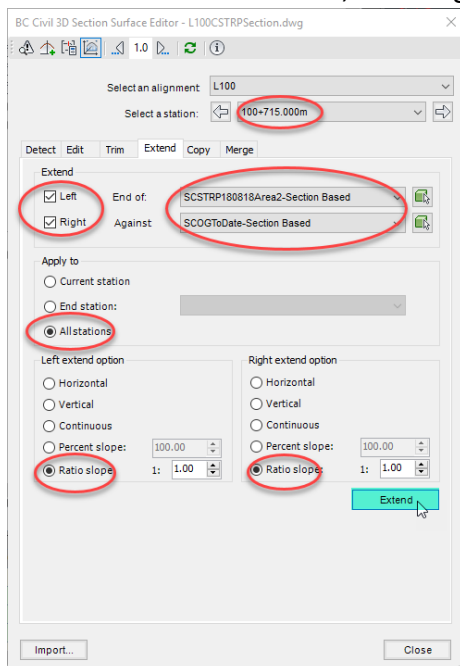 BC Civil 3D Section Surface Editor - L100CSTRPSection.dwg
1.0
Select an alignment L100
Select a station: 100+715.000m
Detect Edit Trim Extend Copy Merge
Extend
Left End of: SCSTRP180818Area2-Section Based
Right Against SCOGToDate-Section Based
Apply to
Current station
End station:
All stations
Left extend option Right extend option
Horizontal Horizontal
Vertical Vertical
Continuous Continuous
Percent slope: 100.00 Percent slope: 100.00
Ratio slope 1: 1.00 Ratio slope: 1: 1.00
Extend
Import... Close